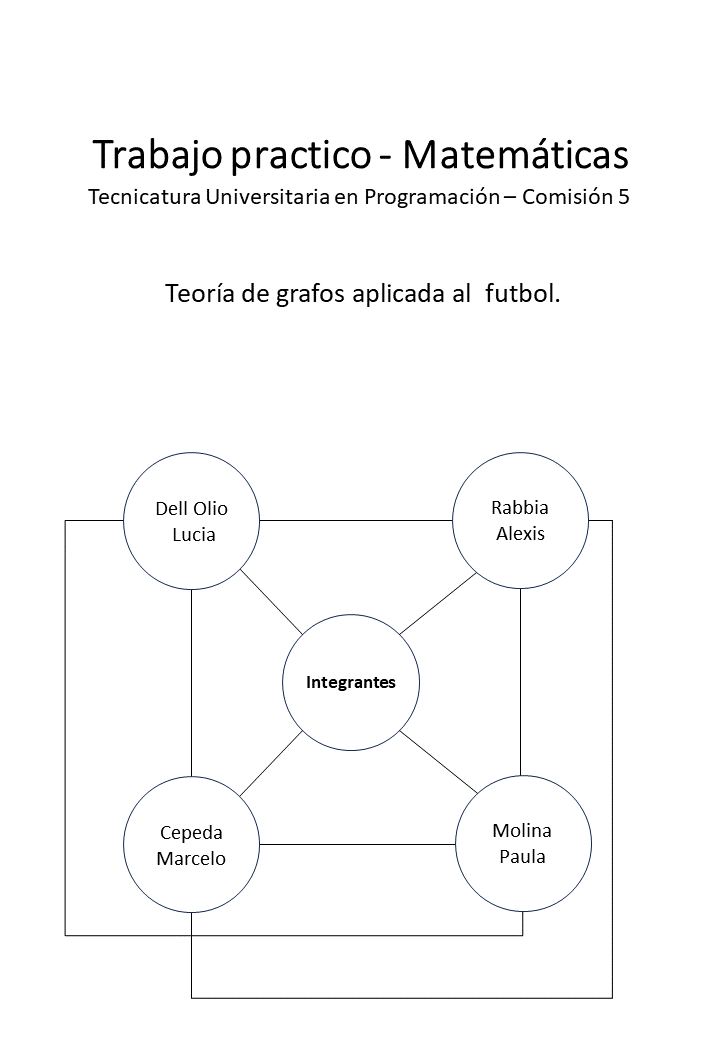 Trabajo practico - Matemáticas
Tecnicatura Universitaria en Programación – Comisión 5
Teoría de grafos aplicada al  futbol.
Dell Olio
Lucia
Rabbia
Alexis
Integrantes
Cepeda
Marcelo
Molina
Paula